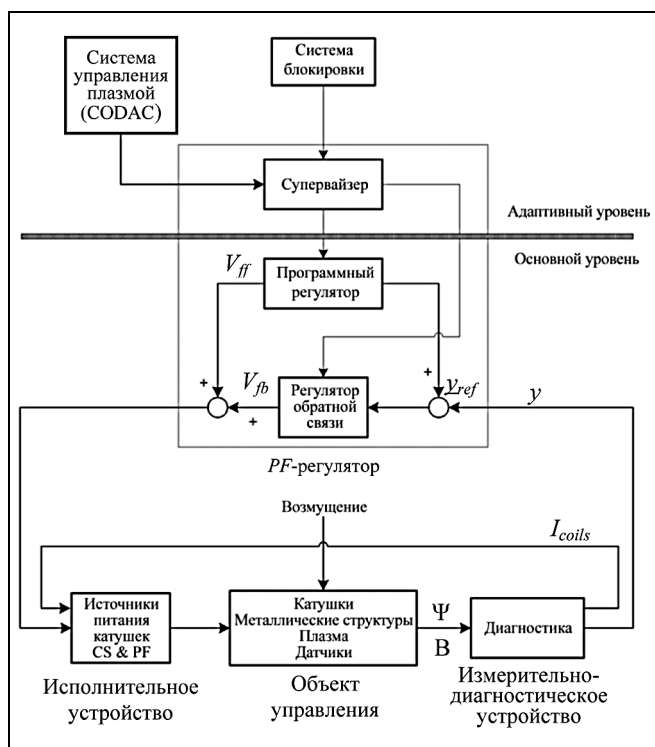 Система
управления
плазмой
(CODAC)
Система
блокировки
Супервайзер
Адаптивный уровень
Основной уровень
V_ff
Программный
регулятор
+
V_fb
+
Регулятор
обратной
связи
+
y_ref
y
PF-регулятор
Возмущение
I_coils
Источники
питания
катушек
CS & PF
Катушки
Металлические структуры
Плазма
Датчики
Ψ
B
Диагностика
Исполнительное
устройство
Объект
управления
Измерительно-
диагностическое
устройство